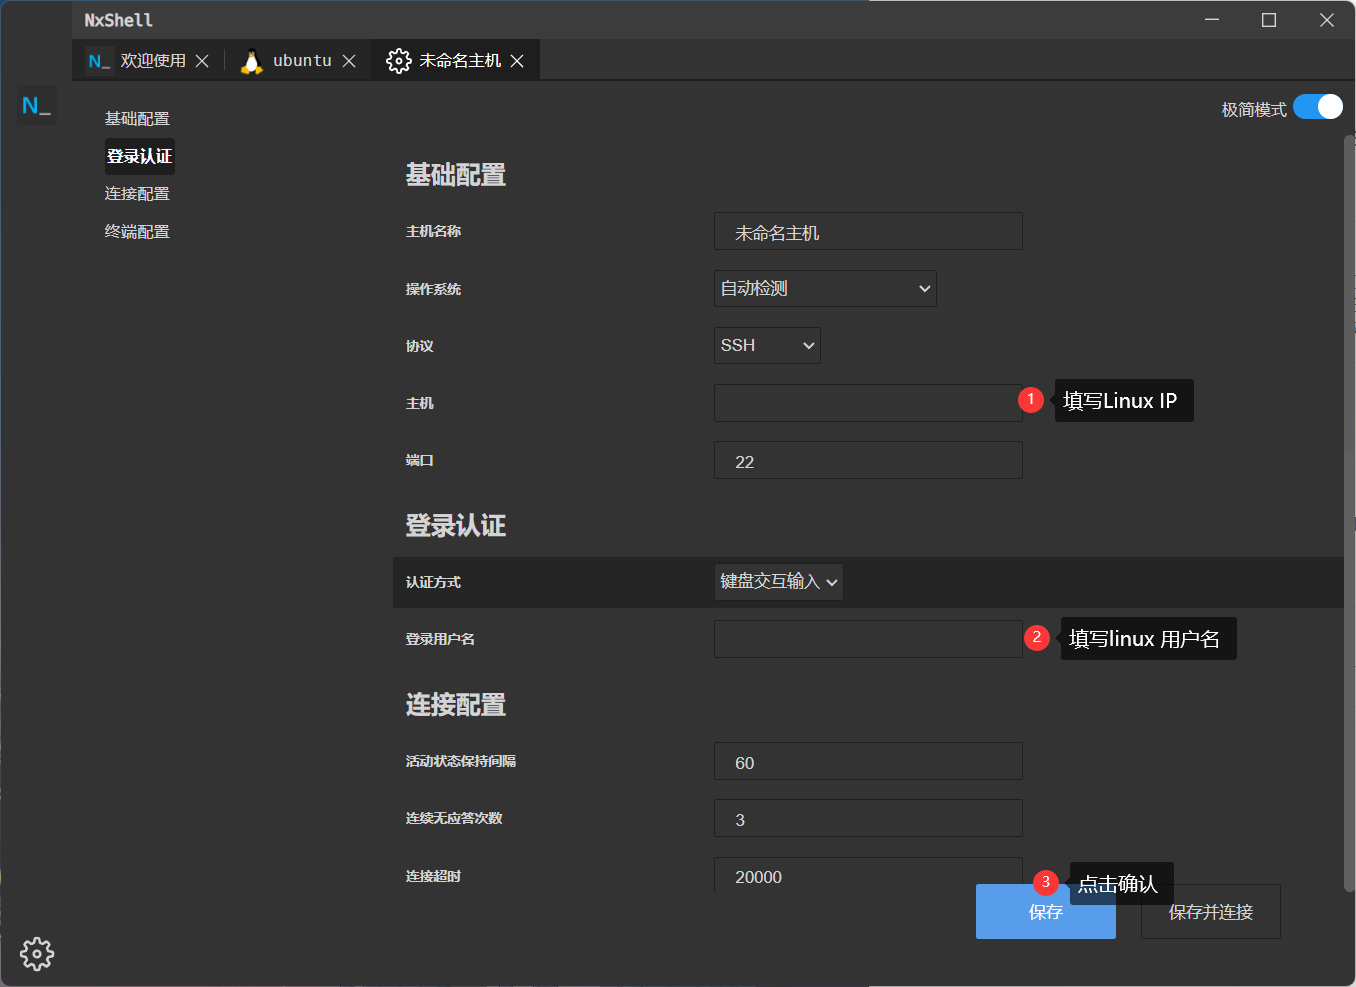 NxShell
N_ 欢迎使用
ubuntu
未命名主机
N_
基础配置
登录认证
连接配置
终端配置
极简模式
基础配置
主机名称 未命名主机
操作系统 自动检测
协议 SSH
主机 1 填写Linux IP
端口 22
登录认证
认证方式 键盘交互输入
登录用户名 2 填写linux 用户名
连接配置
活动状态保持间隔 60
连续无应答次数 3
连接超时 20000
3 点击确认
保存 保存并连接